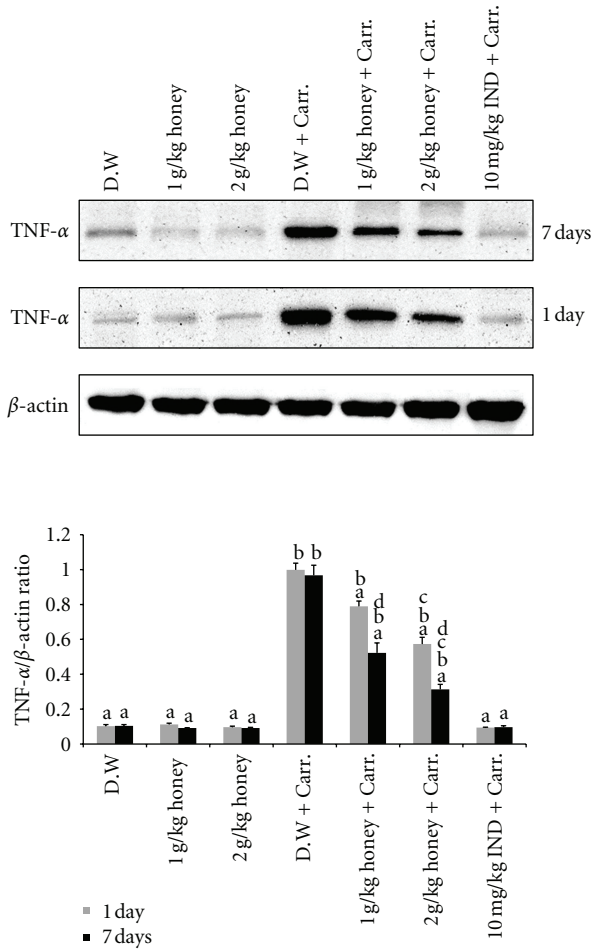 D.W
1 g/kg honey
2 g/kg honey
D.W + Carr.
1 g/kg honey + Carr.
2 g/kg honey + Carr.
10 mg/kg IND + Carr.
TNF-α
7 days
TNF-α
1 day
β-actin
TNF-α/β-actin ratio
1.2
1
0.8
0.6
0.4
0.2
0
a a
a a
a a
b b
b
a
d
b
a
c
b
a
d
c
b
a
a a
D.W
1 g/kg honey
2 g/kg honey
D.W + Carr.
1 g/kg honey + Carr.
2 g/kg honey + Carr.
10 mg/kg IND + Carr.
1 day
7 days